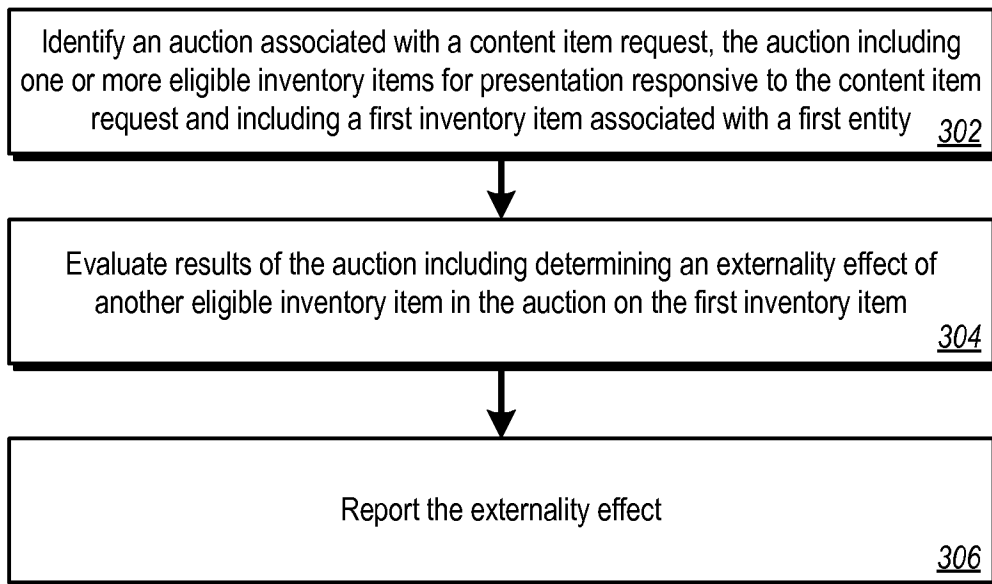 Identify an auction associated with a content item request, the auction including
one or more eligible inventory items for presentation responsive to the content item
request and including a first inventory item associated with a first entity
302
Evaluate results of the auction including determining an externality effect of
another eligible inventory item in the auction on the first inventory item
304
Report the externality effect
306